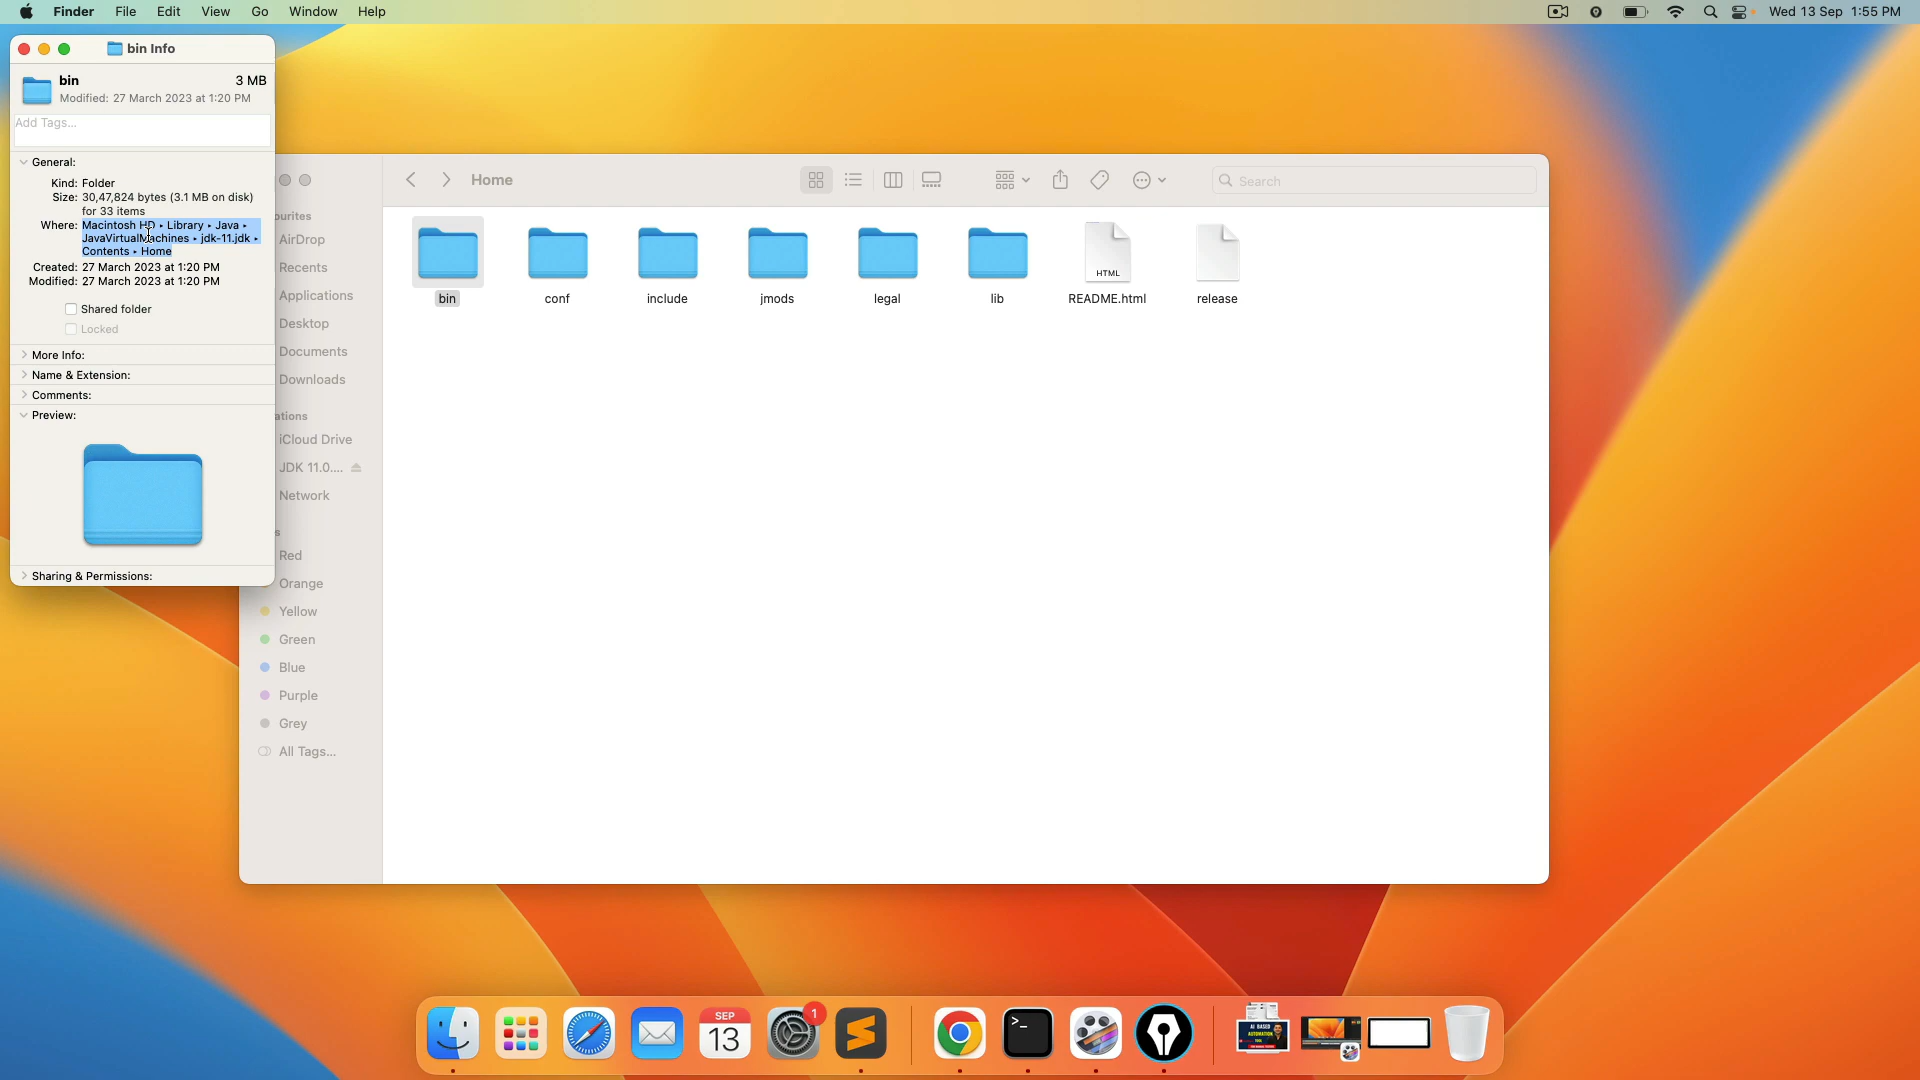 Finder File Edit View Go Window Help
Wed 13 Sep 1:55 PM
bin Info
bin 3 MB
Modified: 27 March 2023 at 1:20 PM
Add Tags...
General:
Kind: Folder
Size: 30,47,824 bytes (3.1 MB on disk)
for 33 items
Where: Macintosh HD ▸ Library ▸ Java ▸
JavaVirtualMachines ▸ jdk-11.jdk ▸
Contents ▸ Home
Created: 27 March 2023 at 1:20 PM
Modified: 27 March 2023 at 1:20 PM
Shared folder
Locked
More Info:
Name & Extension:
Comments:
Preview:
Sharing & Permissions:
Home
Search
ourites
AirDrop
Recents
Applications
Desktop
Documents
Downloads
ations
iCloud Drive
JDK 11.0....
Network
s
Red
Orange
Yellow
Green
Blue
Purple
Grey
All Tags...
bin
conf
include
jmods
legal
lib
HTML
README.html
release
SEP
13
1
AI BASED
AUTOMATION